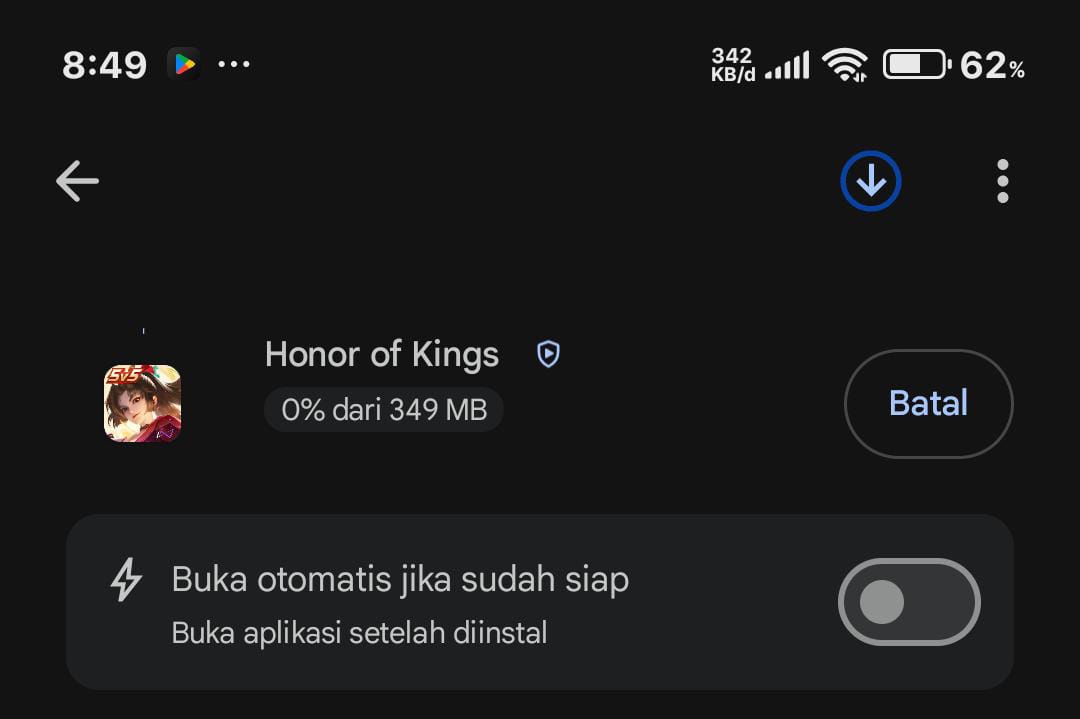 8:49 342 KB/d 62%
Honor of Kings
0% dari 349 MB
Batal
Buka otomatis jika sudah siap
Buka aplikasi setelah diinstal
5v5